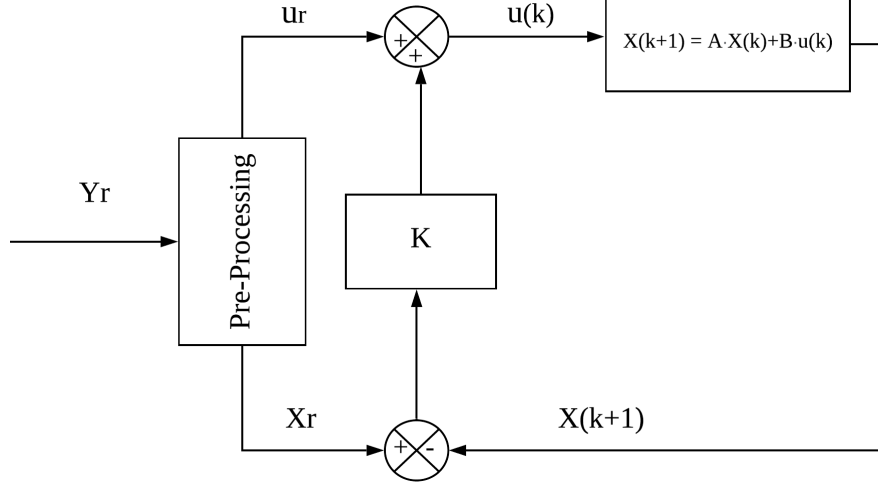 ur
u(k)
+
+
X(k+1) = A·X(k)+B·u(k)
Yr
Pre-Processing
K
Xr
X(k+1)
+
-